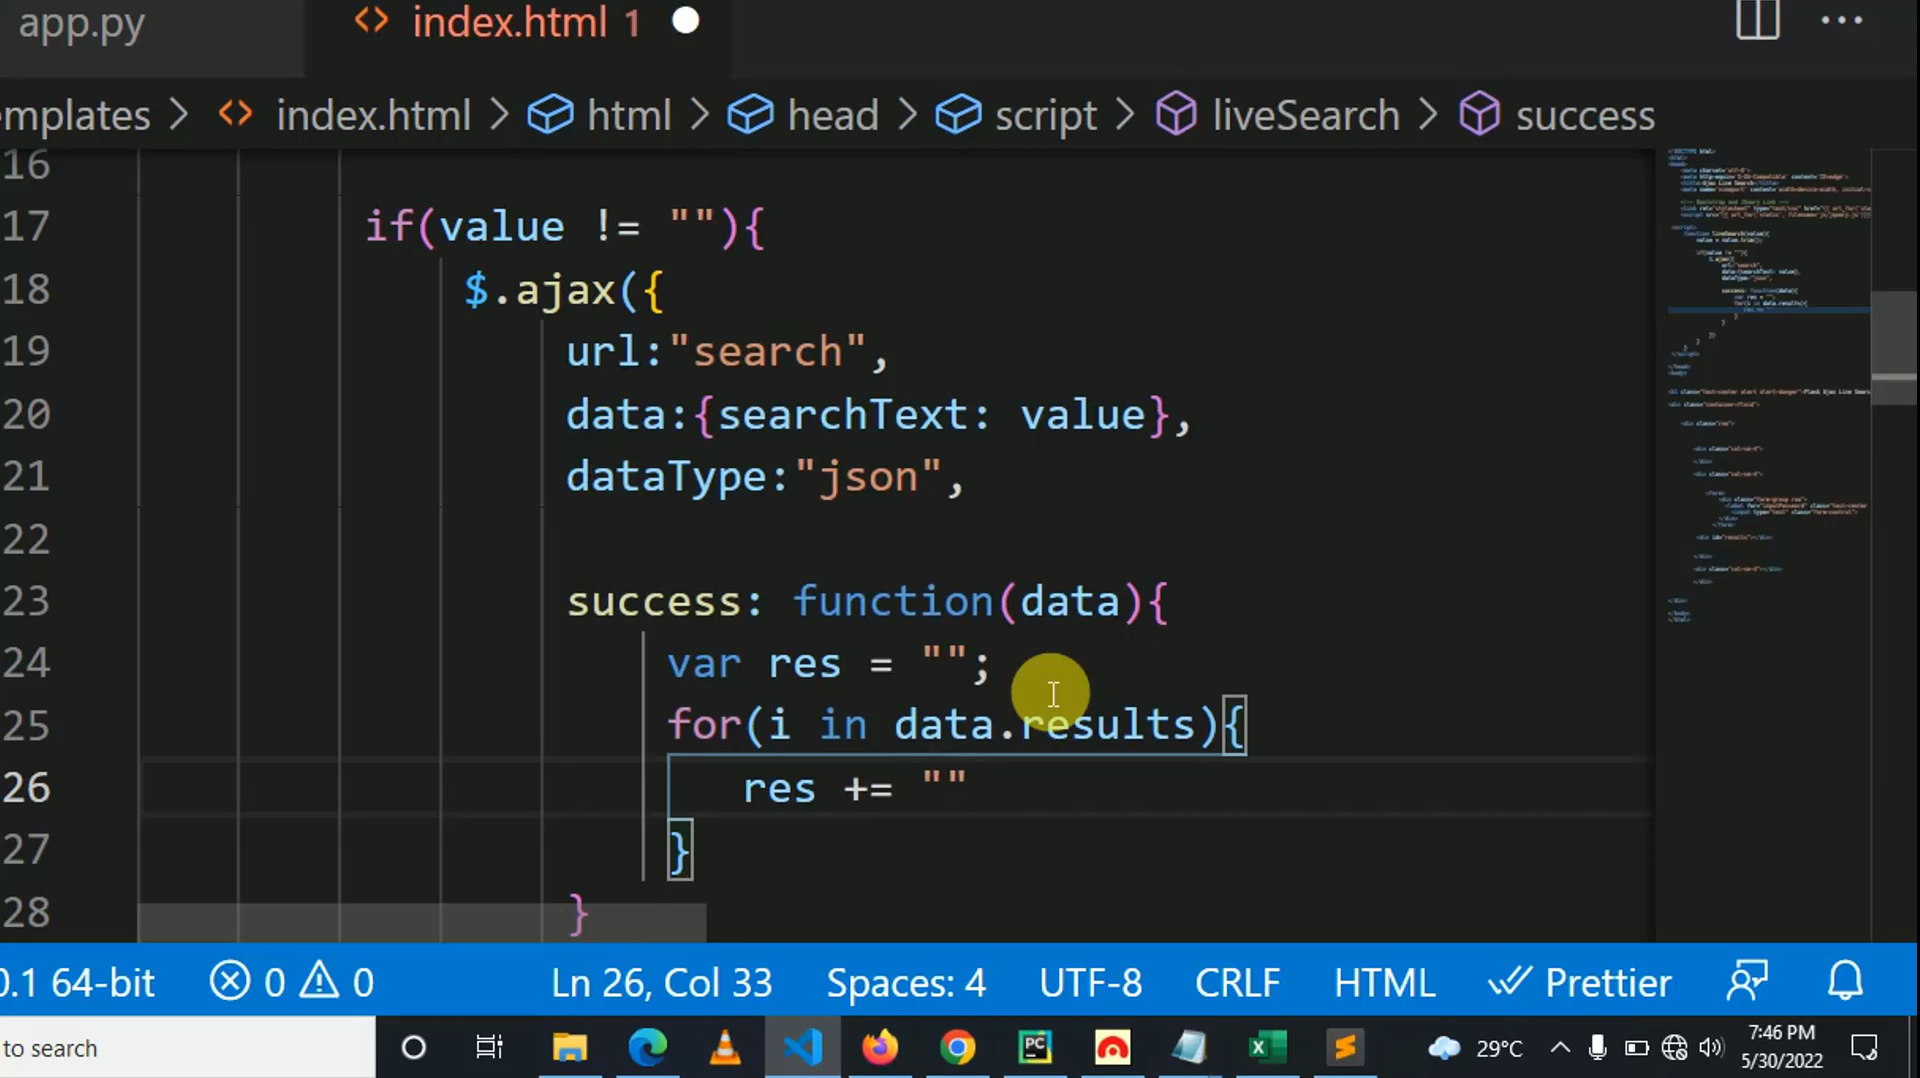 app.py
<> index.html 1
emplates > <> index.html > html > head > script > liveSearch > success
16
17 if(value != ""){
18 $.ajax({
19 url:"search",
20 data:{searchText: value},
21 dataType:"json",
22
23 success: function(data){
24 var res = "";
25 for(i in data.results){
26 res += ""
27 }
28 }
0.1 64-bit 0 0 Ln 26, Col 33 Spaces: 4 UTF-8 CRLF HTML Prettier
to search 29°C 7:46 PM
5/30/2022